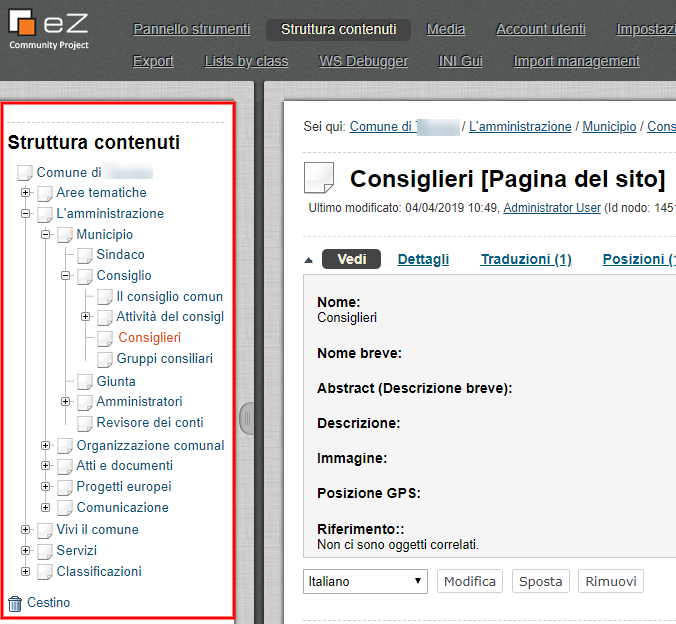 eZ
Community Project
Pannello strumenti Struttura contenuti Media Account utenti Impostazi
Export Lists by class WS Debugger INI Gui Import management
Struttura contenuti
Comune di
Aree tematiche
L'amministrazione
Municipio
Sindaco
Consiglio
Il consiglio comun
Attività del consigl
Consiglieri
Gruppi consiliari
Giunta
Amministratori
Revisore dei conti
Organizzazione comunal
Atti e documenti
Progetti europei
Comunicazione
Vivi il comune
Servizi
Classificazioni
Cestino
Sei qui: Comune di / L'amministrazione / Municipio / Cons
Consiglieri [Pagina del sito]
Ultimo modificato: 04/04/2019 10:49, Administrator User (Id nodo: 1451
Vedi Dettagli Traduzioni (1) Posizioni (1
Nome:
Consiglieri
Nome breve:
Abstract (Descrizione breve):
Descrizione:
Immagine:
Posizione GPS:
Riferimento::
Non ci sono oggetti correlati.
Italiano Modifica Sposta Rimuovi